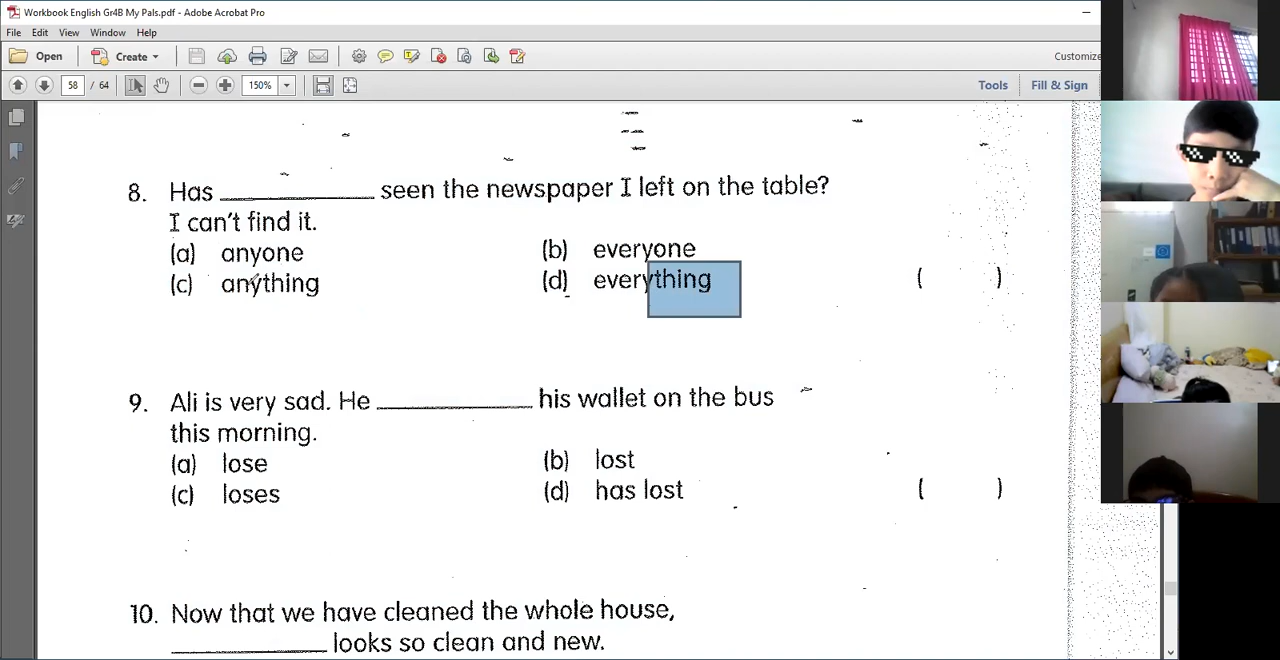 Workbook English Gr4B My Pals.pdf - Adobe Acrobat Pro
File Edit View Window Help
Open Create Customize
58 / 64 150% Tools Fill & Sign
8. Has ____________ seen the newspaper I left on the table?
I can't find it.
(a) anyone (b) everyone
(c) anything (d) everything ( )
9. Ali is very sad. He ____________ his wallet on the bus
this morning.
(a) lose (b) lost
(c) loses (d) has lost ( )
10. Now that we have cleaned the whole house,
____________ looks so clean and new.